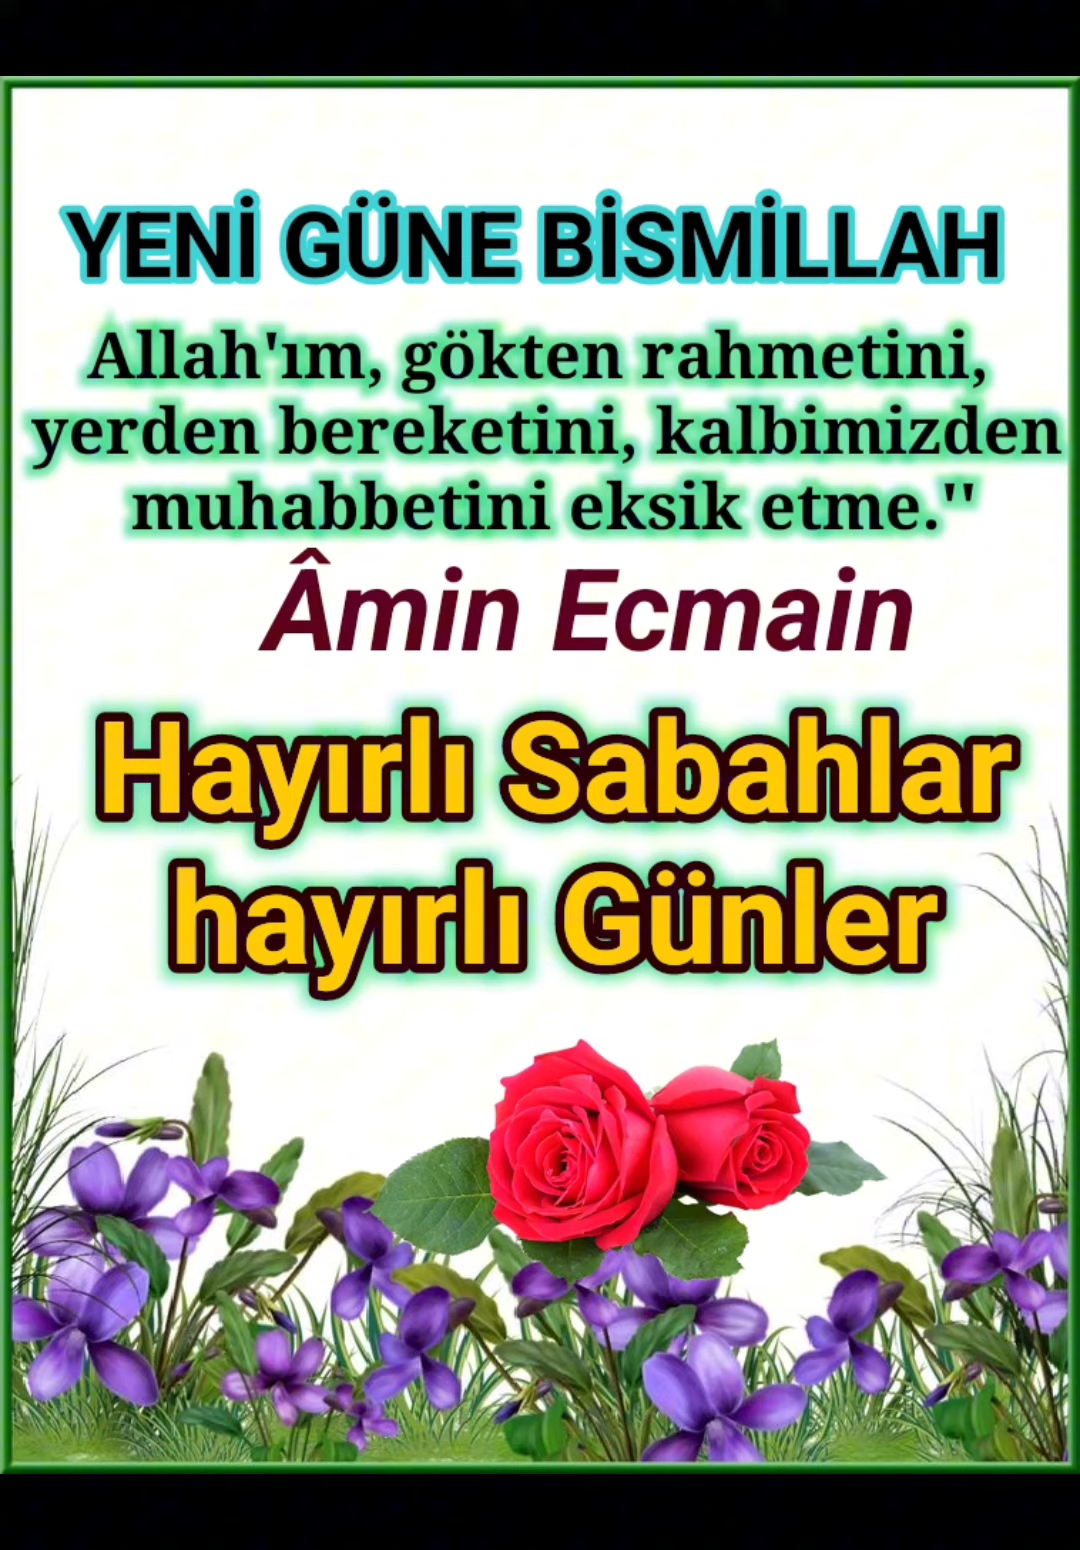 YENİ GÜNE BİSMİLLAH
Allah'ım, gökten rahmetini,
yerden bereketini, kalbimizden
muhabbetini eksik etme.''
Âmin Ecmain
Hayırlı Sabahlar
hayırlı Günler